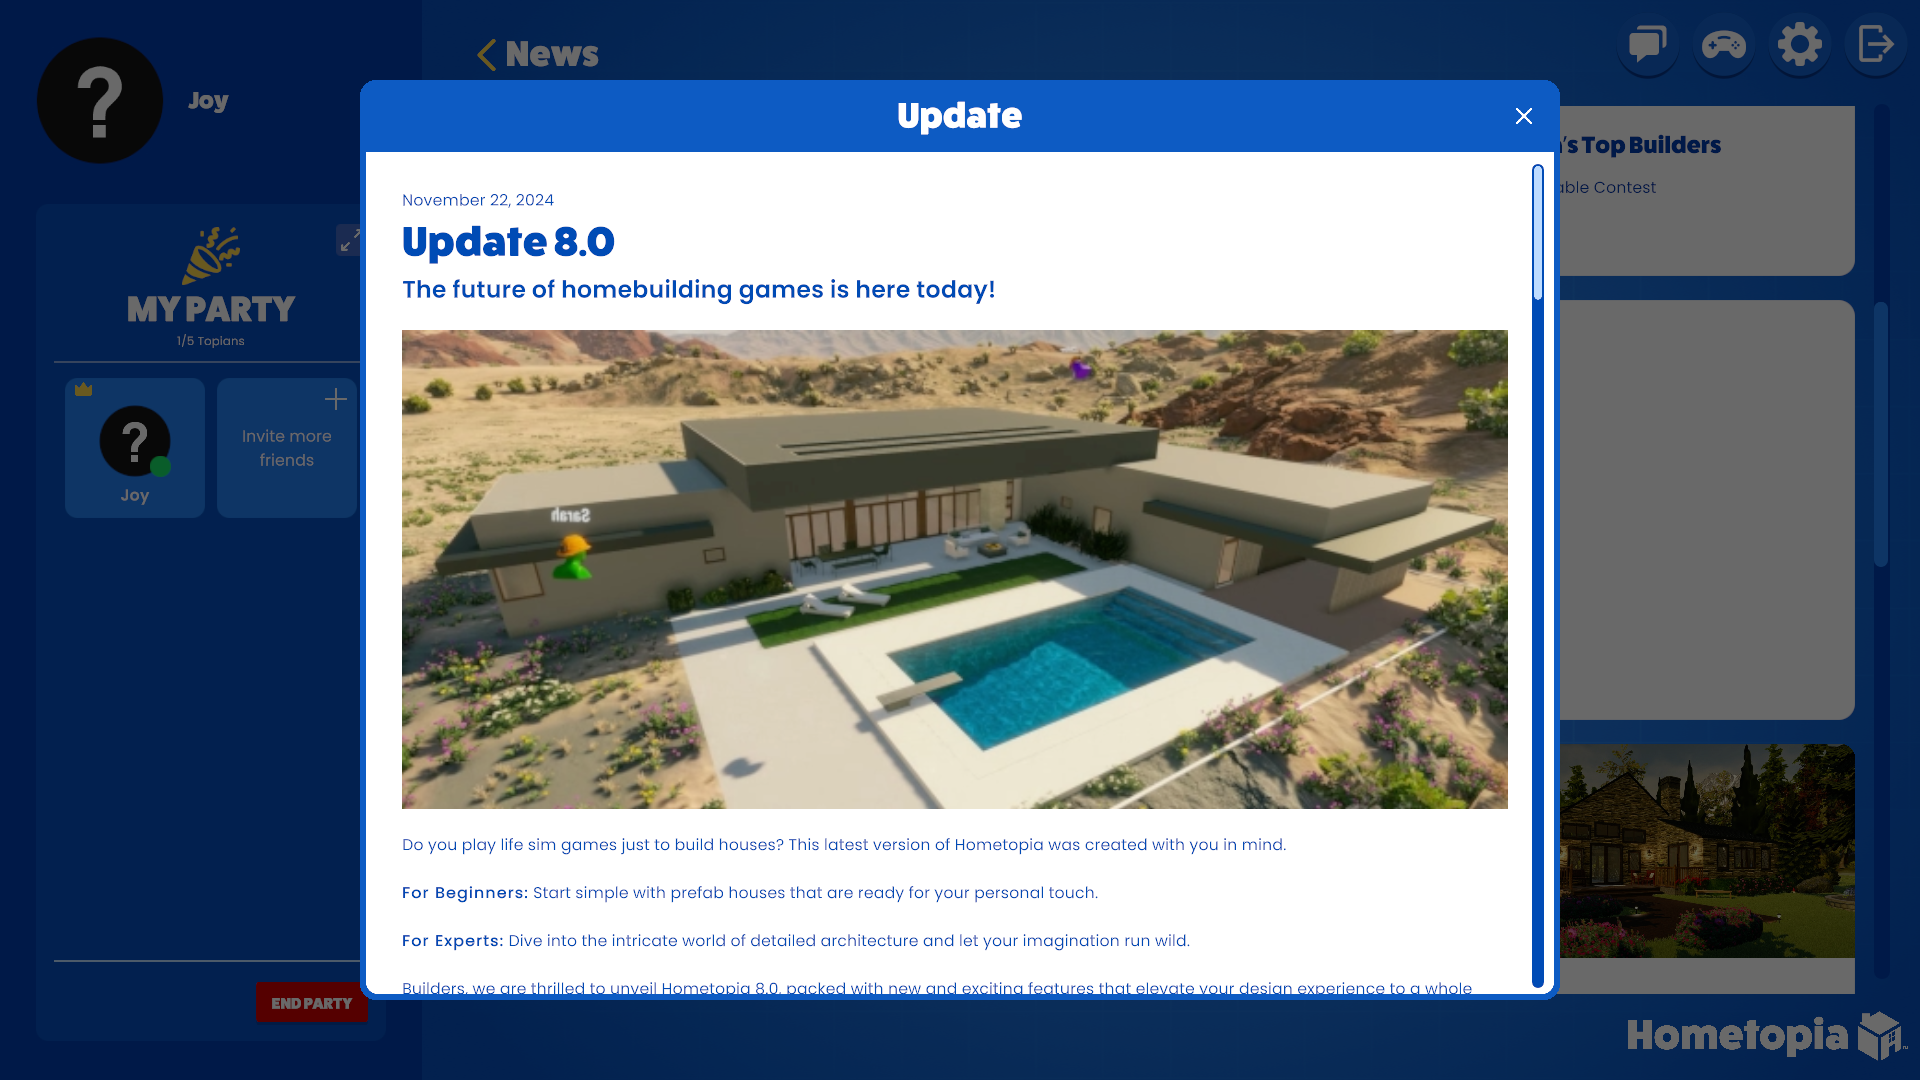 Joy
News
MY PARTY
1/5 Topians
Joy
Invite more
friends
END PARTY
Update
November 22, 2024
Update 8.0
The future of homebuilding games is here today!
Sarah
Do you play life sim games just to build houses? This latest version of Hometopia was created with you in mind.
For Beginners: Start simple with prefab houses that are ready for your personal touch.
For Experts: Dive into the intricate world of detailed architecture and let your imagination run wild.
Builders, we are thrilled to unveil Hometopia 8.0, packed with new and exciting features that elevate your design experience to a whole
's Top Builders
able Contest
Hometopia